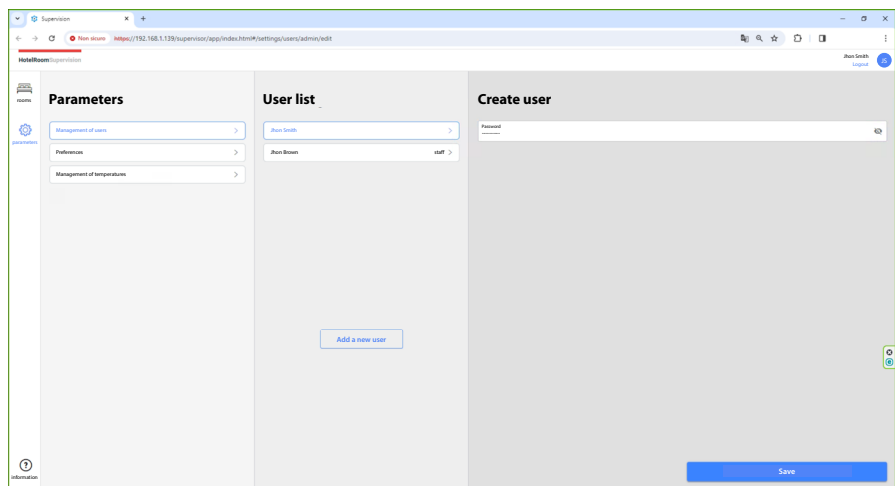 Supervision
Non sicuro https://192.168.1.139/supervisor/app/index.html#/settings/users/admin/edit
HotelRoomSupervision
Jhon Smith
Logout
JS
rooms
parameters
information
Parameters
Management of users
Preferences
Management of temperatures
User list
Jhon Smith
Jhon Brown staff
Add a new user
Create user
Password
Save